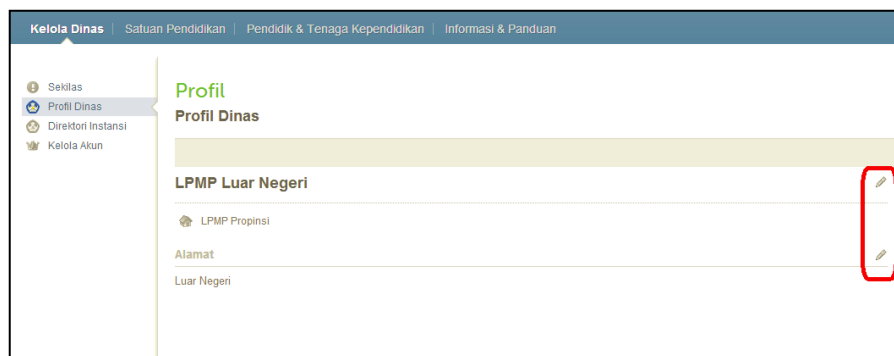 Kelola Dinas | Satuan Pendidikan | Pendidik & Tenaga Kependidikan | Informasi & Panduan
Sekilas
Profil Dinas
Direktori Instansi
Kelola Akun
Profil
Profil Dinas
LPMP Luar Negeri
LPMP Propinsi
Alamat
Luar Negeri